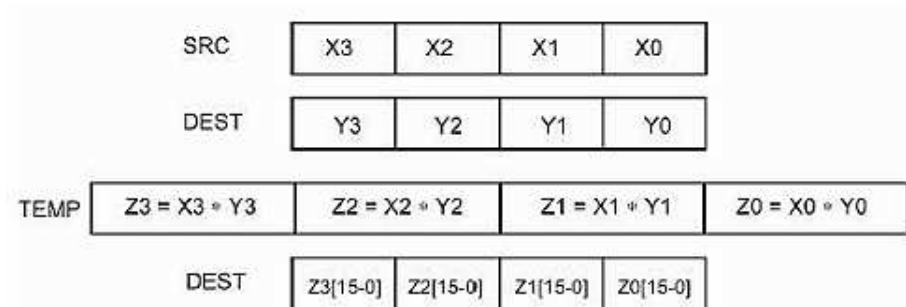 SRC X3 X2 X1 X0
DEST Y3 Y2 Y1 Y0
TEMP Z3 = X3 * Y3 Z2 = X2 * Y2 Z1 = X1 * Y1 Z0 = X0 * Y0
DEST Z3[15-0] Z2[15-0] Z1[15-0] Z0[15-0]